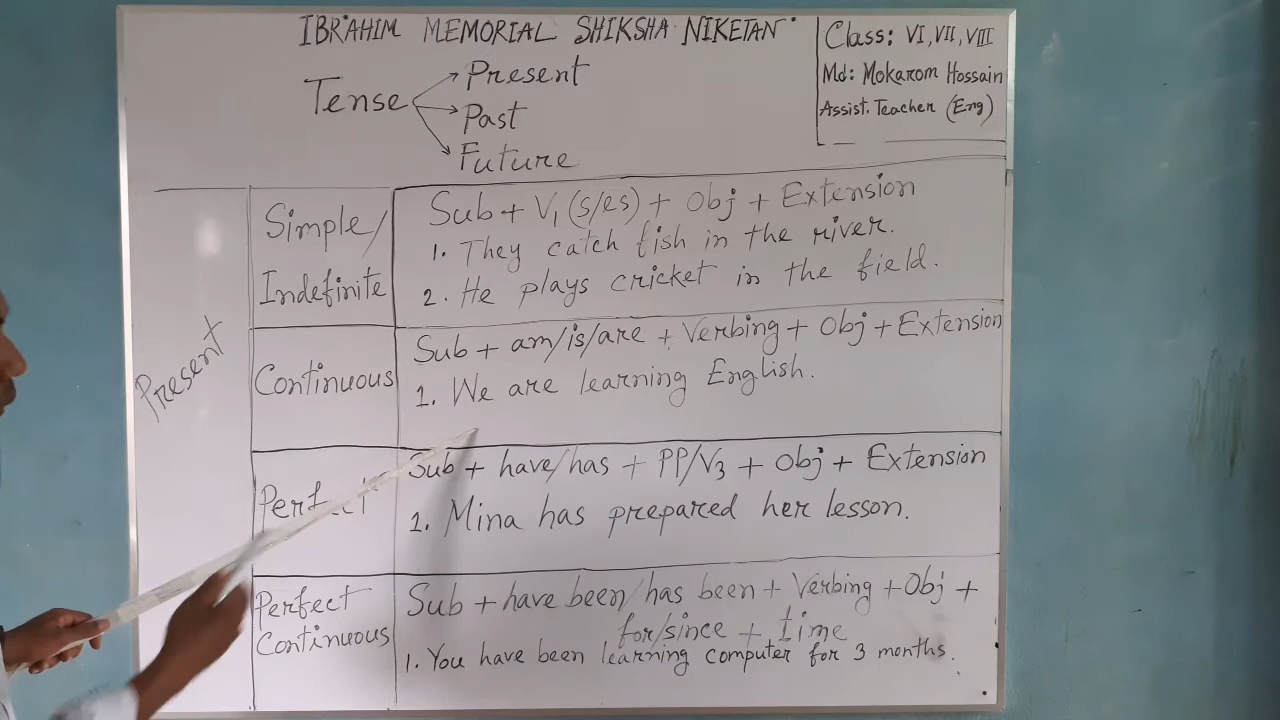 IBRAHIM MEMORIAL SHIKSHA NIKETAN
Class: VI, VII, VIII
Md: Mokarom Hossain
Assist. Teacher (Eng)
Tense
Present
Past
Future
Present
Simple/
Indefinite
Sub + V1 (s/es) + Obj + Extension
1. They catch fish in the river.
2. He plays cricket in the field.
Continuous
Sub + am/is/are + Verbing + Obj + Extension
1. We are learning English.
Perfect
Sub + have/has + PP/V3 + Obj + Extension
1. Mina has prepared her lesson.
Perfect
Continuous
Sub + have been/has been + Verbing + Obj +
for/since + time
1. You have been learning computer for 3 months.